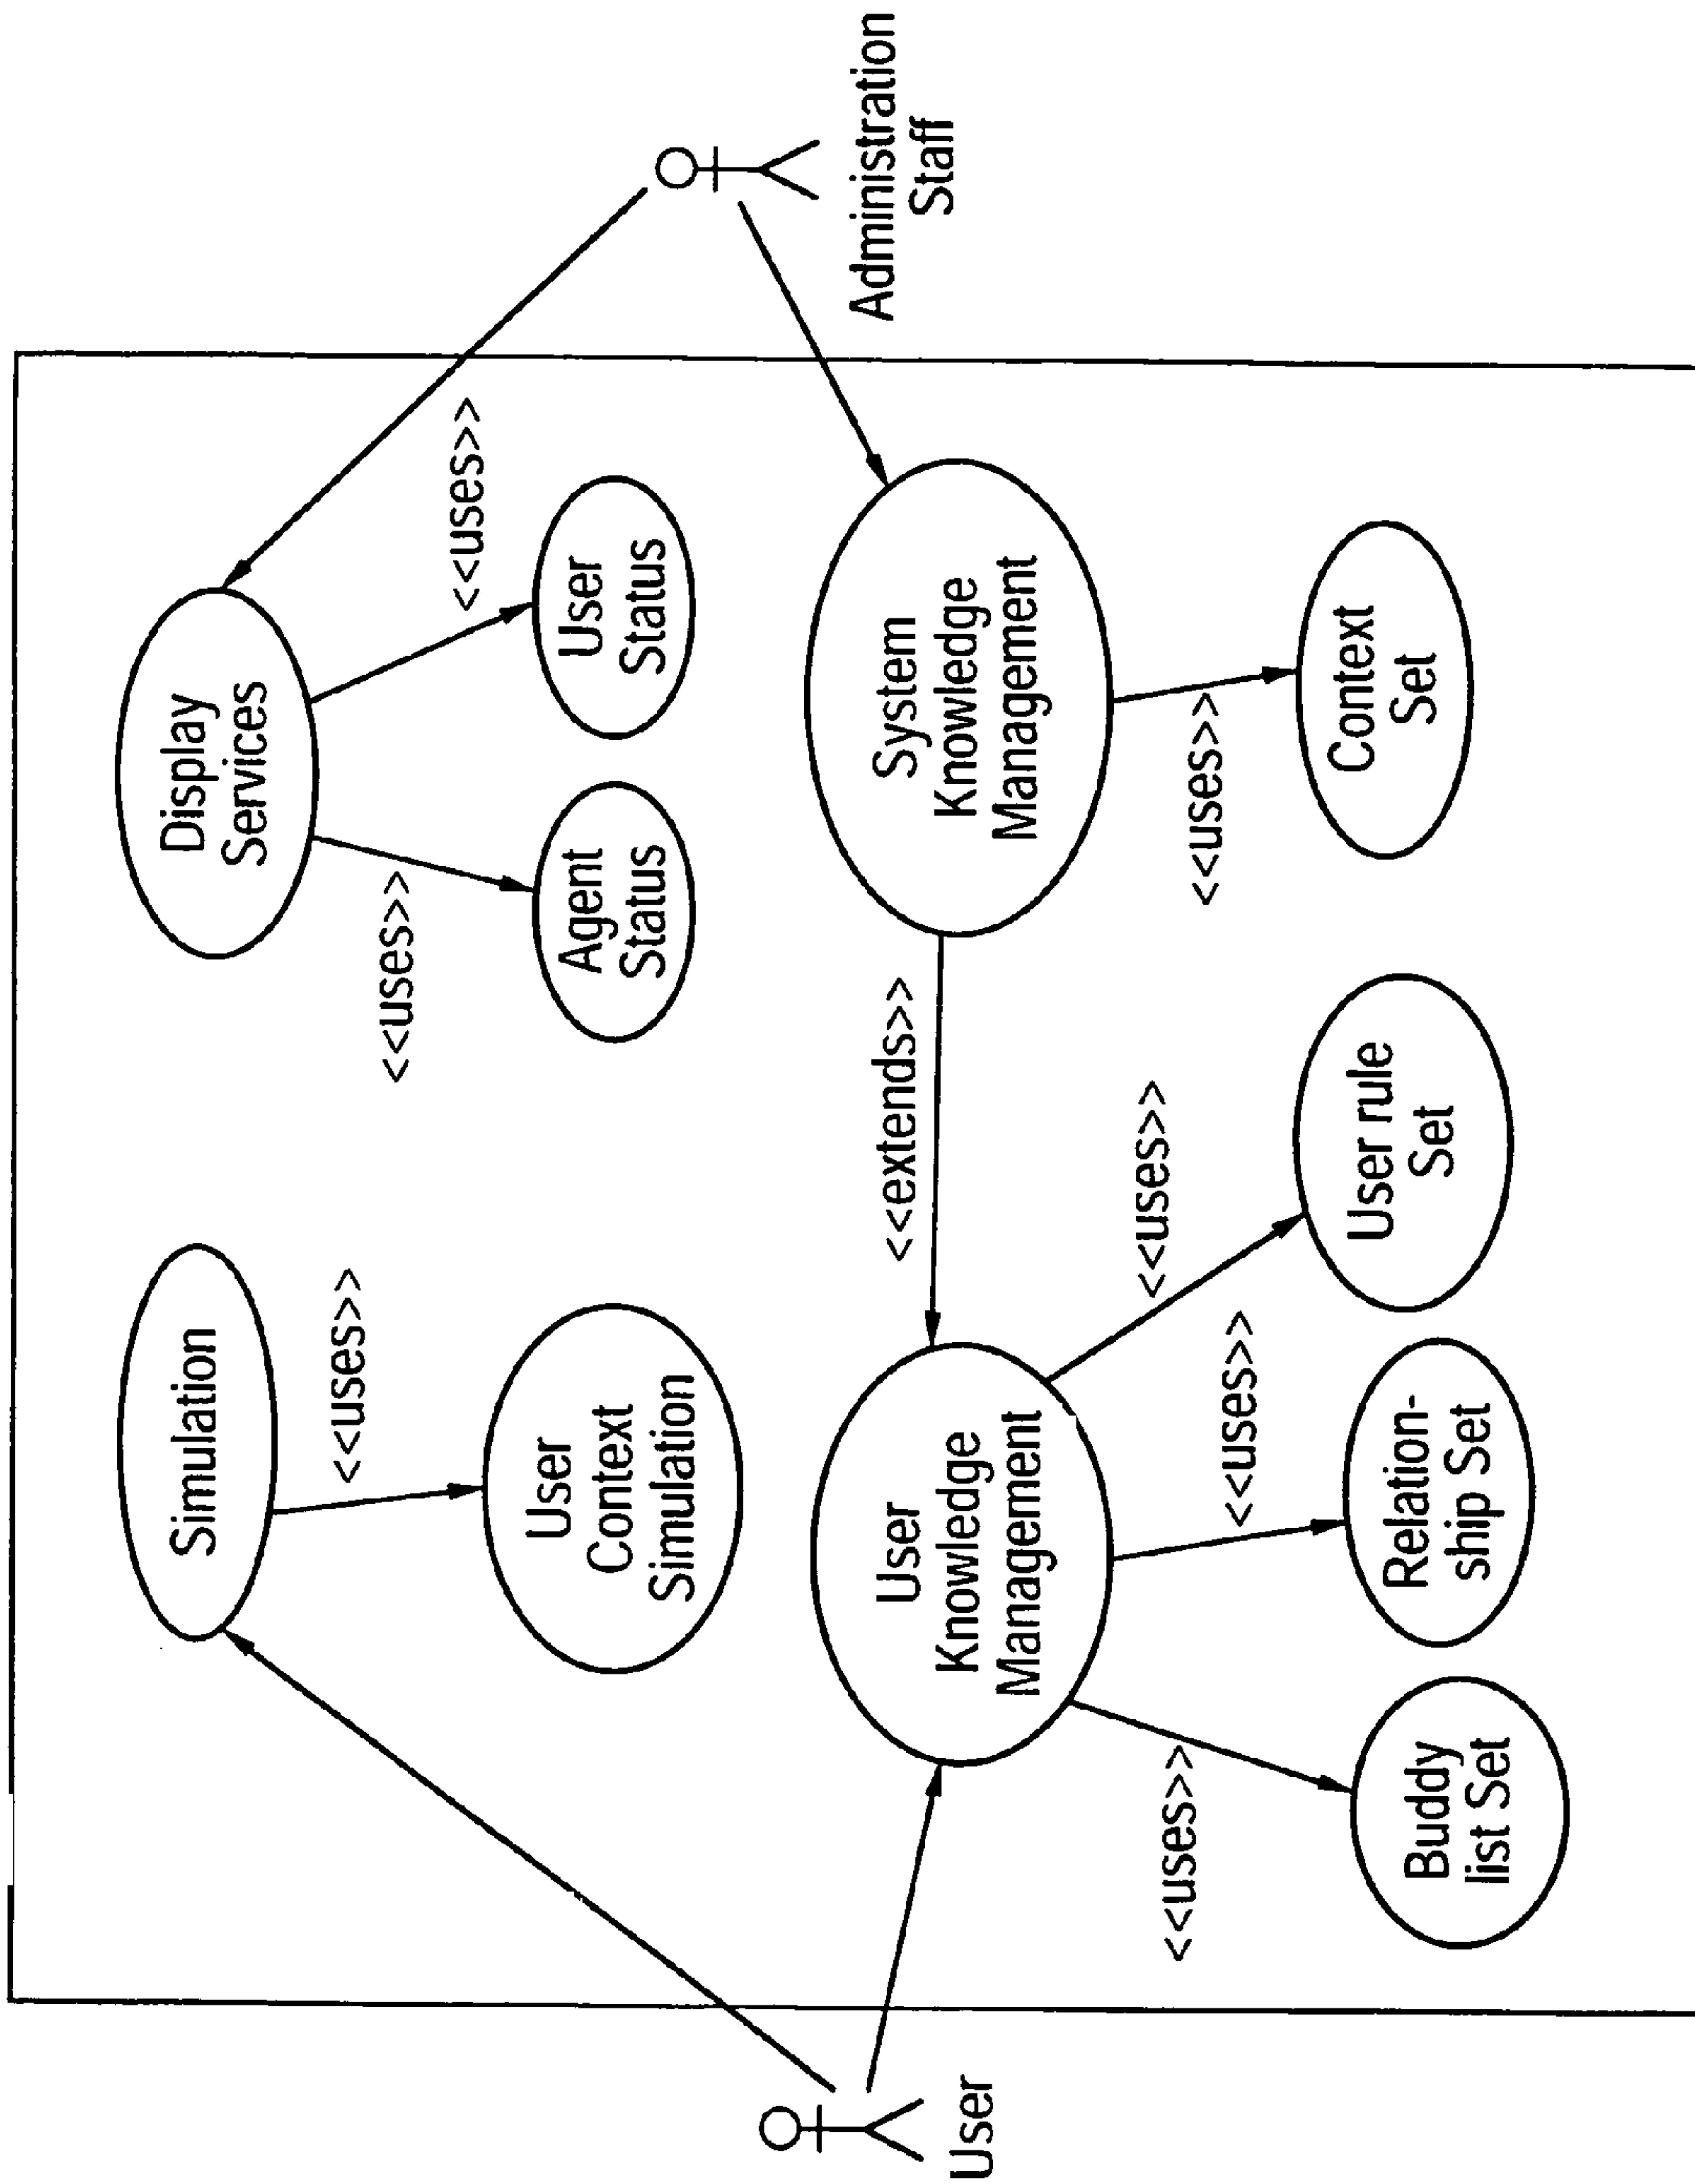 Simulation
<<uses>>
User
Context
Simulation
Display
Services
<<uses>>
Agent
Status
<<uses>>
User
Status
User
User
Knowledge
Management
<<extends>>
System
Knowledge
Management
Administration
Staff
<<uses>>
Buddy
list Set
<<uses>>
Relation-
ship Set
<<uses>>
User rule
Set
<<uses>>
Context
Set